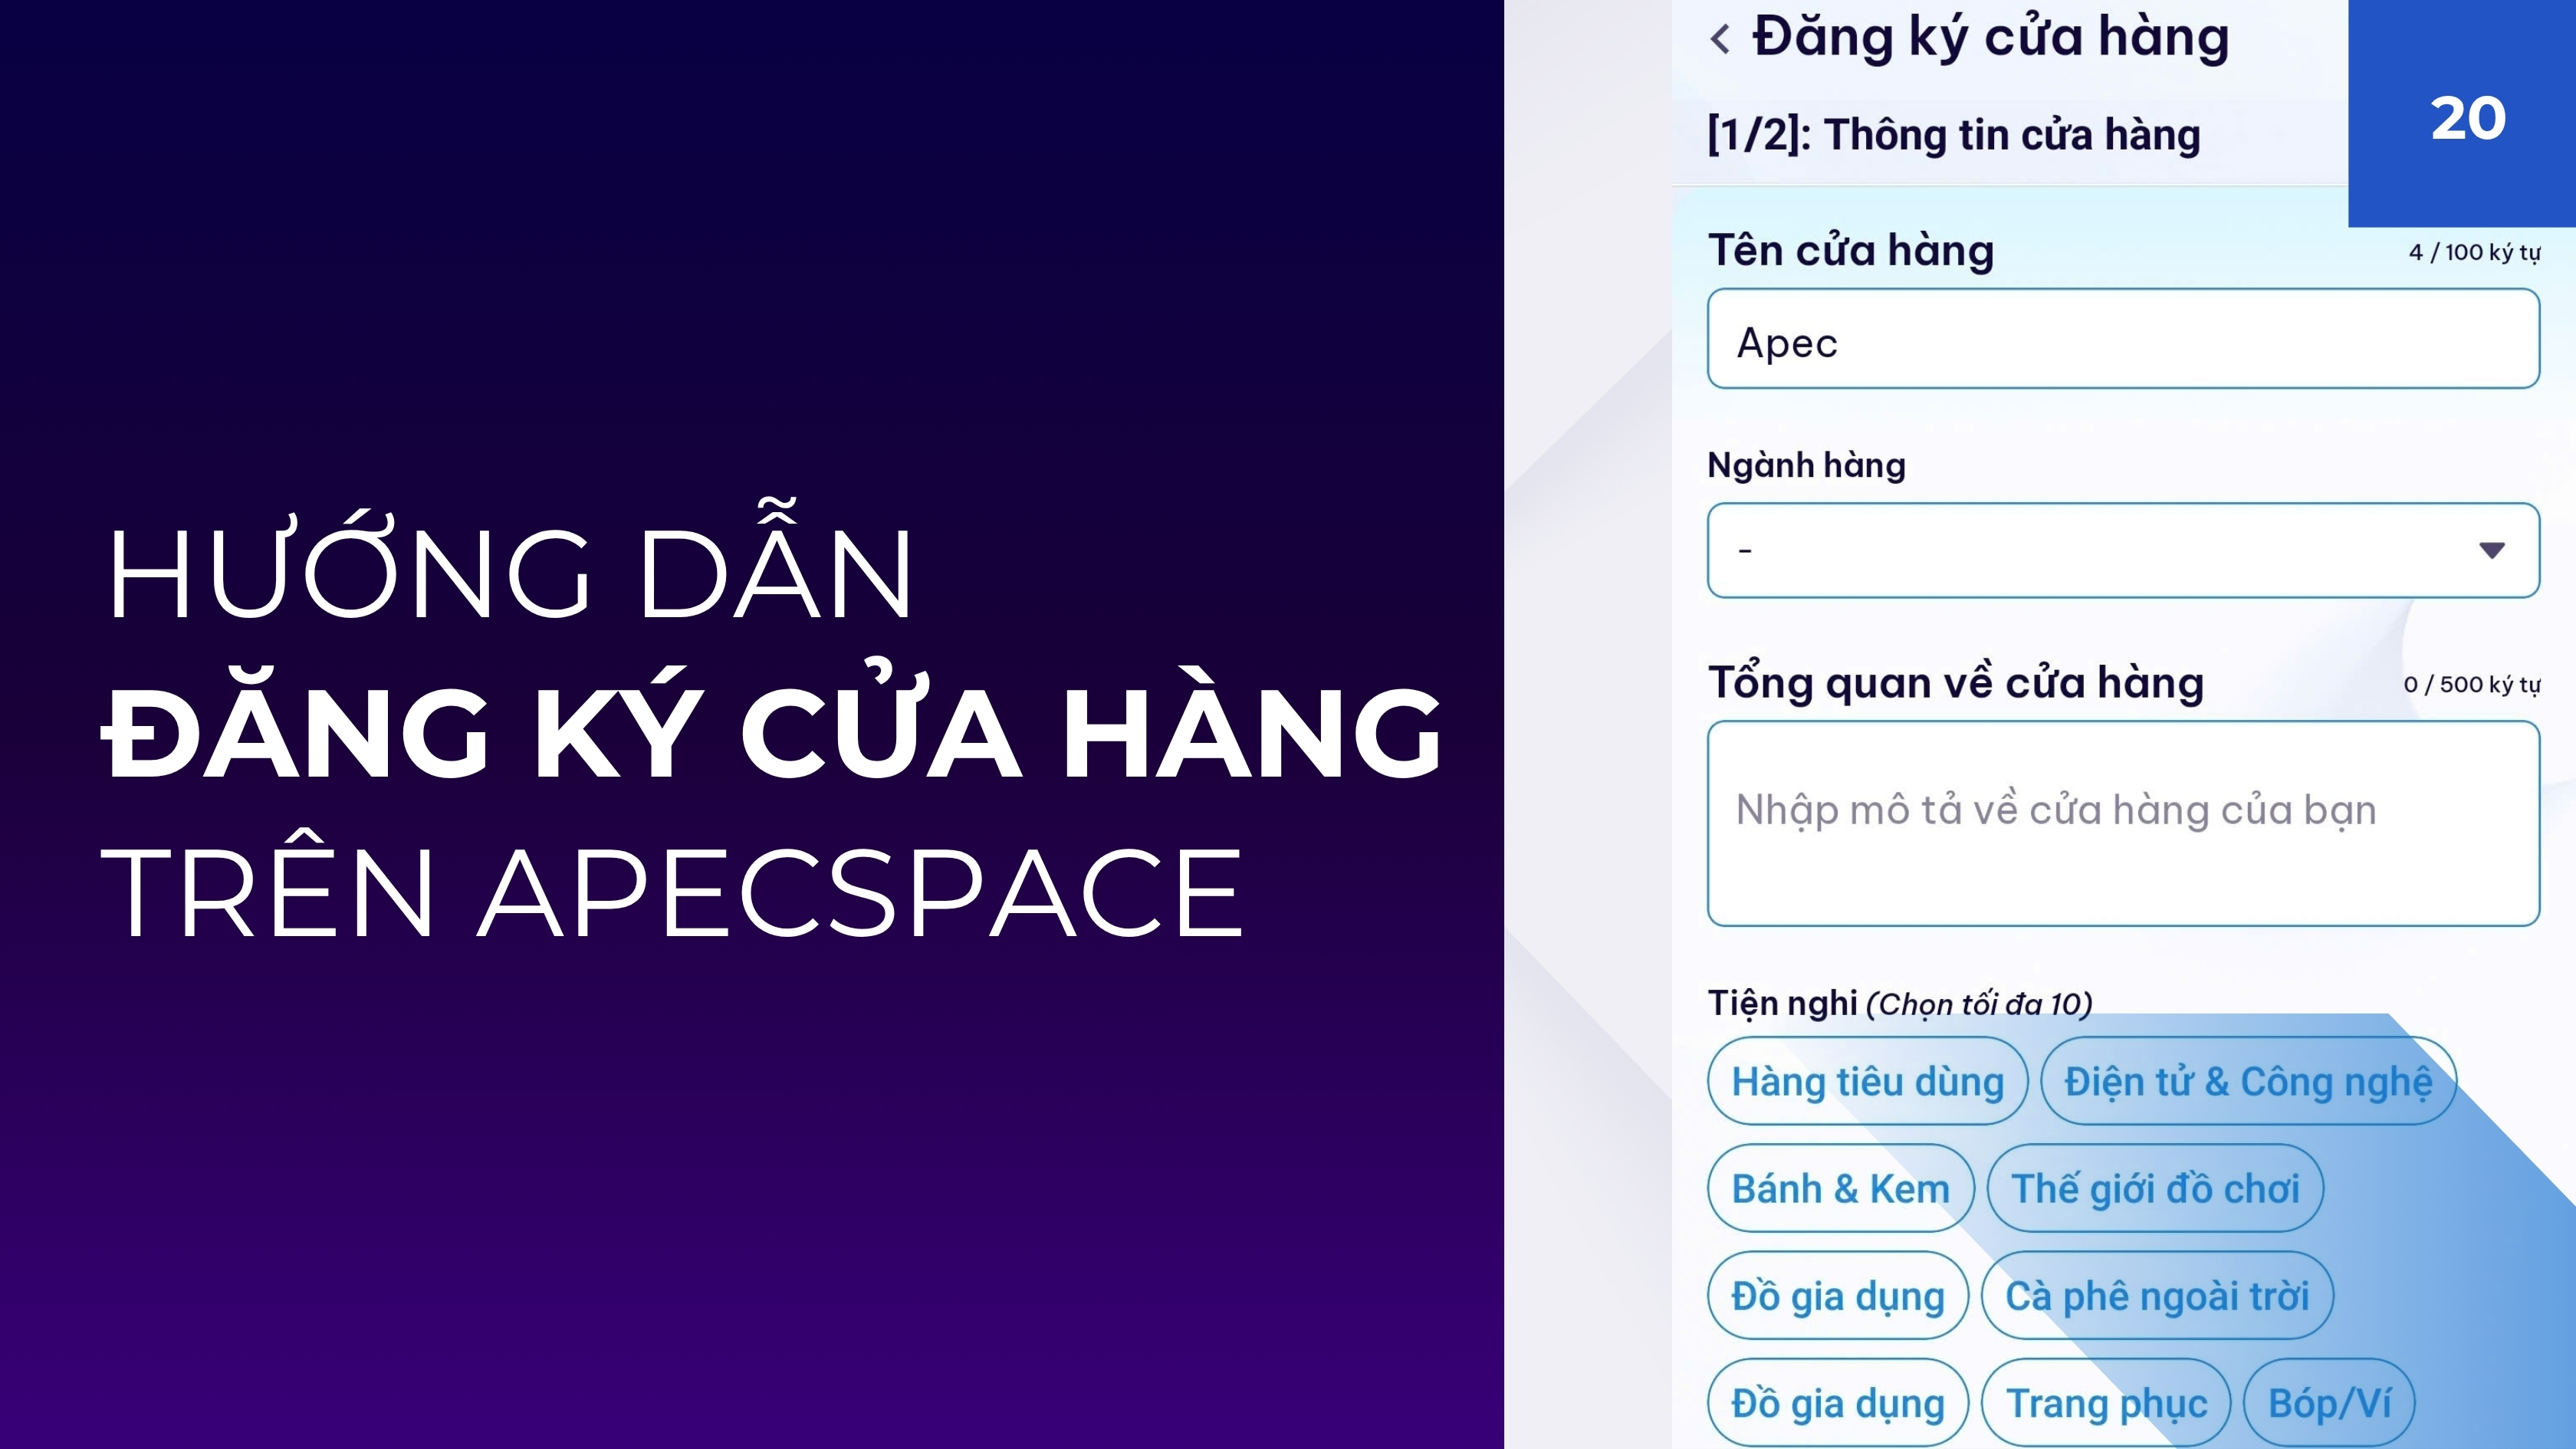 HƯỚNG DẪN
ĐĂNG KÝ CỬA HÀNG
TRÊN APECSPACE
Đăng ký cửa hàng
20
[1/2]: Thông tin cửa hàng
Tên cửa hàng 4 / 100 ký tự
Apec
Ngành hàng
-
Tổng quan về cửa hàng 0 / 500 ký tự
Nhập mô tả về cửa hàng của bạn
Tiện nghi (Chọn tối đa 10)
Hàng tiêu dùng Điện tử & Công nghệ
Bánh & Kem Thế giới đồ chơi
Đồ gia dụng Cà phê ngoài trời
Đồ gia dụng Trang phục Bóp/Ví